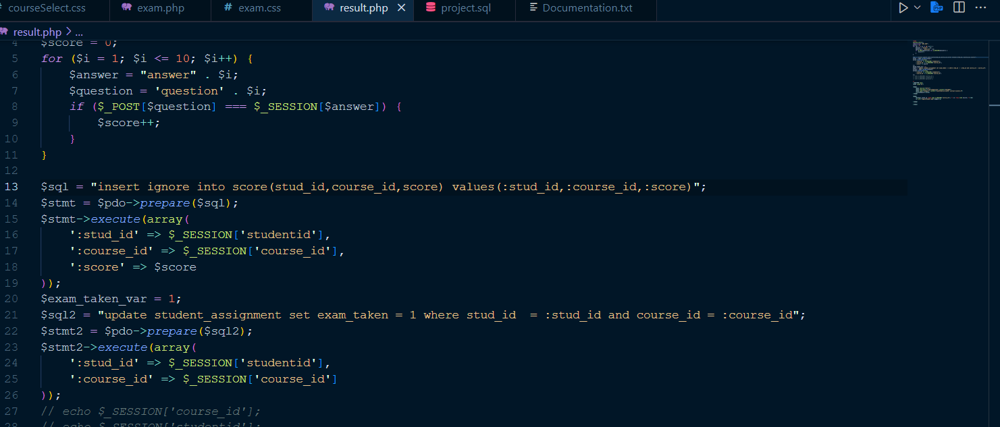 courseSelect.css exam.php # exam.css result.php project.sql Documentation.txt
result.php > ...
4 $score = 0;
5 for ($i = 1; $i <= 10; $i++) {
6 $answer = "answer" . $i;
7 $question = 'question' . $i;
8 if ($_POST[$question] === $_SESSION[$answer]) {
9 $score++;
10 }
11 }
12
13 $sql = "insert ignore into score(stud_id,course_id,score) values(:stud_id,:course_id,:score)";
14 $stmt = $pdo->prepare($sql);
15 $stmt->execute(array(
16 ':stud_id' => $_SESSION['studentid'],
17 ':course_id' => $_SESSION['course_id'],
18 ':score' => $score
19 ));
20 $exam_taken_var = 1;
21 $sql2 = "update student_assignment set exam_taken = 1 where stud_id  = :stud_id and course_id = :course_id";
22 $stmt2 = $pdo->prepare($sql2);
23 $stmt2->execute(array(
24 ':stud_id' => $_SESSION['studentid'],
25 ':course_id' => $_SESSION['course_id']
26 ));
27 // echo $_SESSION['course_id'];
28 // echo $_SESSION['studentid'];